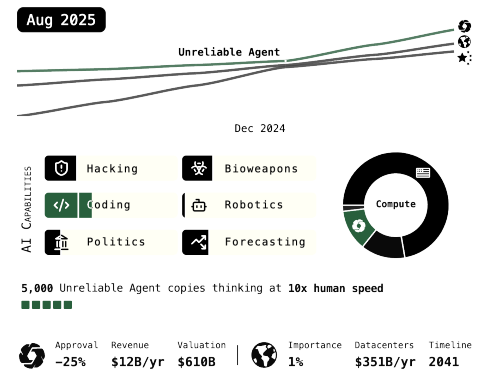 Aug 2025
Unreliable Agent
Dec 2024
AI Capabilities
Hacking
Bioweapons
Coding
Robotics
Politics
Forecasting
Compute
5,000 Unreliable Agent copies thinking at 10x human speed
Approval Revenue Valuation Importance Datacenters Timeline
−25% $12B/yr $610B 1% $351B/yr 2041